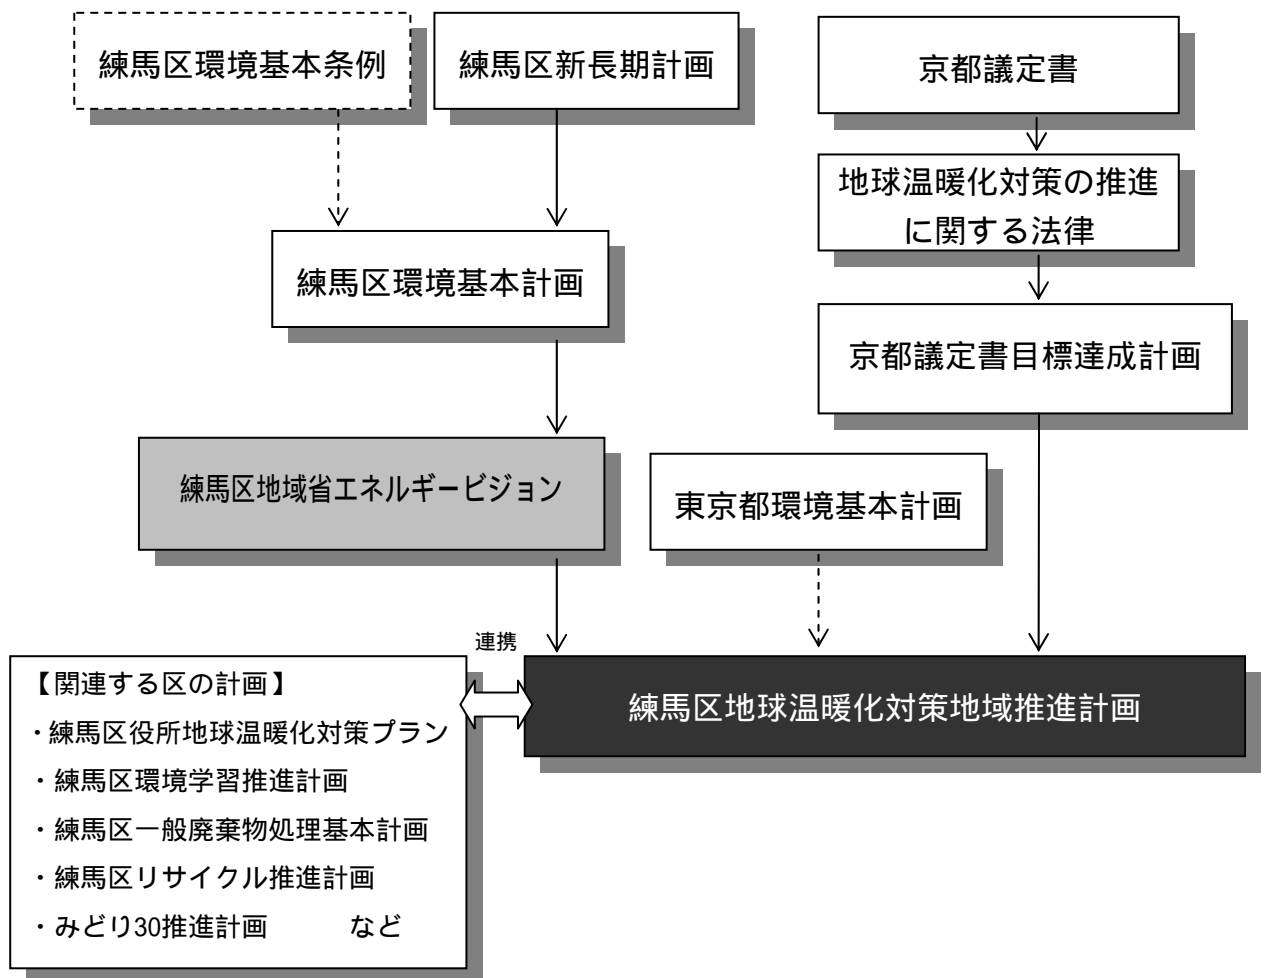 練馬区環境基本条例
練馬区新長期計画
京都議定書
地球温暖化対策の推進
に関する法律
練馬区環境基本計画
京都議定書目標達成計画
練馬区地域省エネルギービジョン
東京都環境基本計画
連携
練馬区地球温暖化対策地域推進計画
【関連する区の計画】
・練馬区役所地球温暖化対策プラン
・練馬区環境学習推進計画
・練馬区一般廃棄物処理基本計画
・練馬区リサイクル推進計画
・みどり30推進計画　　　など